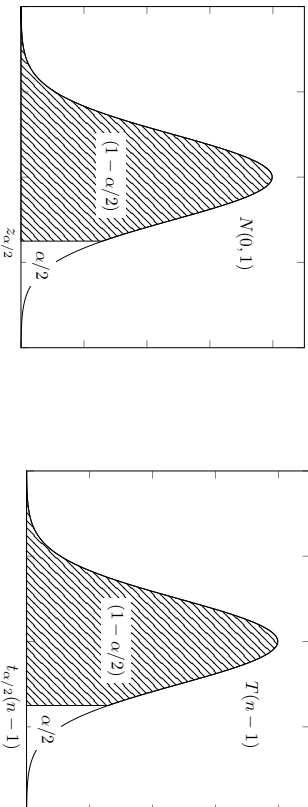 N(0, 1)
(1 − α/2)
α/2
z_{α/2}
T(n − 1)
(1 − α/2)
α/2
t_{α/2}(n − 1)